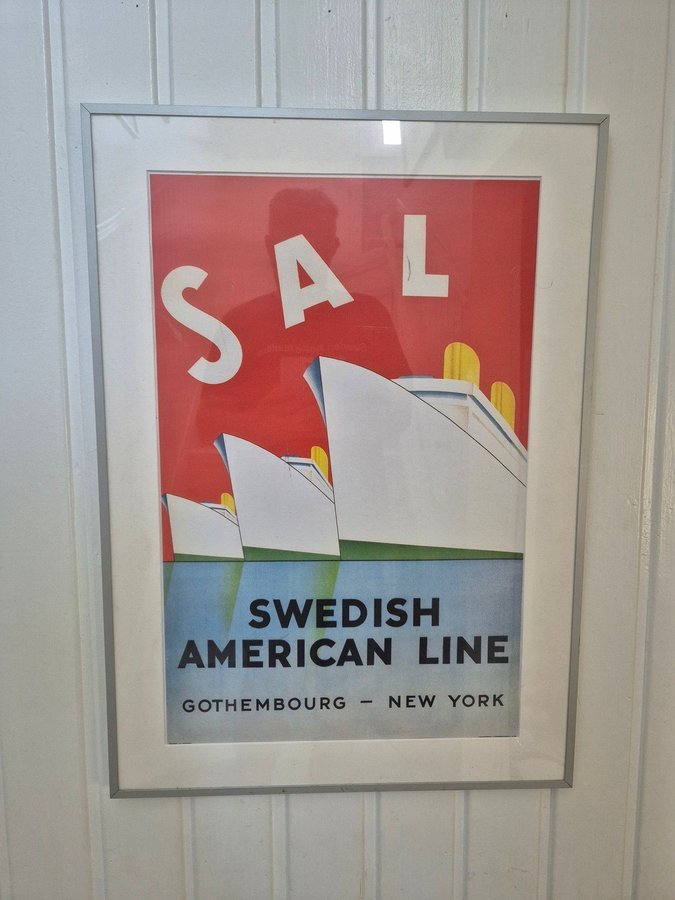 SAL
SWEDISH
AMERICAN LINE
GOTHEMBOURG – NEW YORK